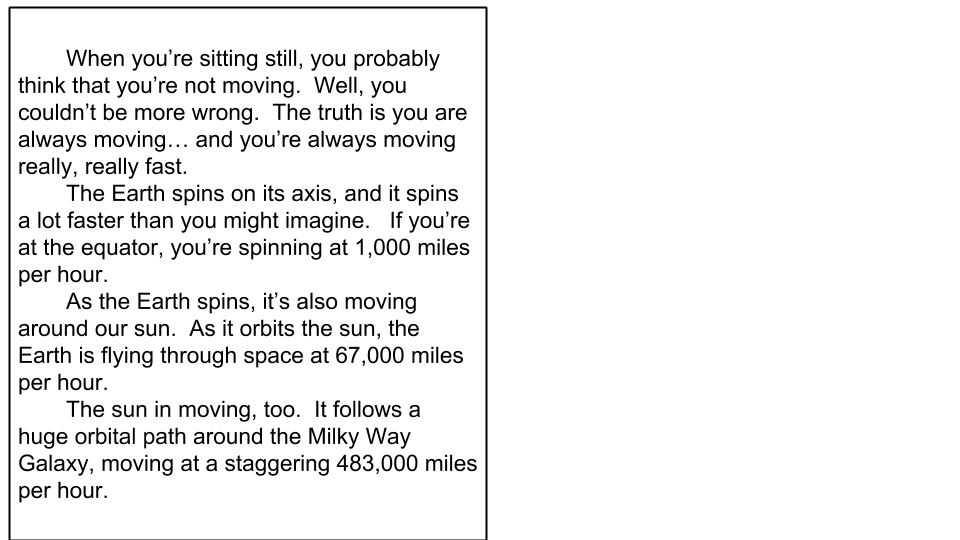 When you’re sitting still, you probably
think that you’re not moving.  Well, you
couldn’t be more wrong.  The truth is you are
always moving… and you’re always moving
really, really fast.
The Earth spins on its axis, and it spins
a lot faster than you might imagine.   If you’re
at the equator, you’re spinning at 1,000 miles
per hour.
As the Earth spins, it’s also moving
around our sun.  As it orbits the sun, the
Earth is flying through space at 67,000 miles
per hour.
The sun in moving, too.  It follows a
huge orbital path around the Milky Way
Galaxy, moving at a staggering 483,000 miles
per hour.